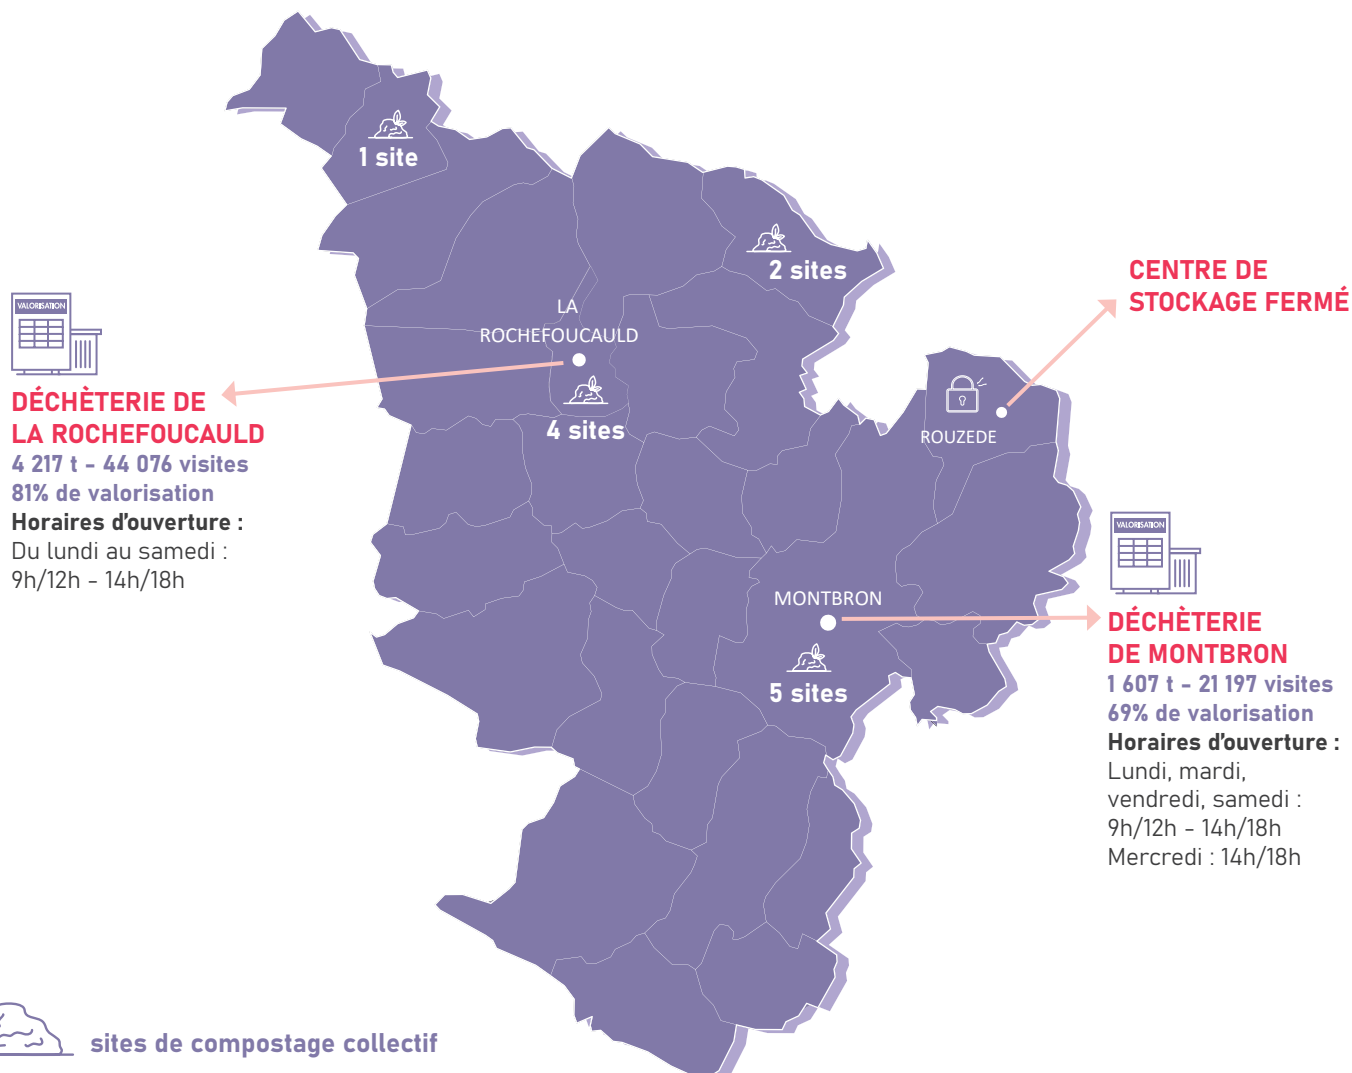 1 site
2 sites
CENTRE DE
STOCKAGE FERMÉ
LA
ROCHEFOUCAULD
4 sites
VALORISATION
DÉCHÈTERIE DE
LA ROCHEFOUCAULD
4 217 t - 44 076 visites
81% de valorisation
Horaires d'ouverture :
Du lundi au samedi :
9h/12h - 14h/18h
ROUZEDE
MONTBRON
5 sites
VALORISATION
DÉCHÈTERIE
DE MONTBRON
1 607 t - 21 197 visites
69% de valorisation
Horaires d'ouverture :
Lundi, mardi,
vendredi, samedi :
9h/12h - 14h/18h
Mercredi : 14h/18h
sites de compostage collectif